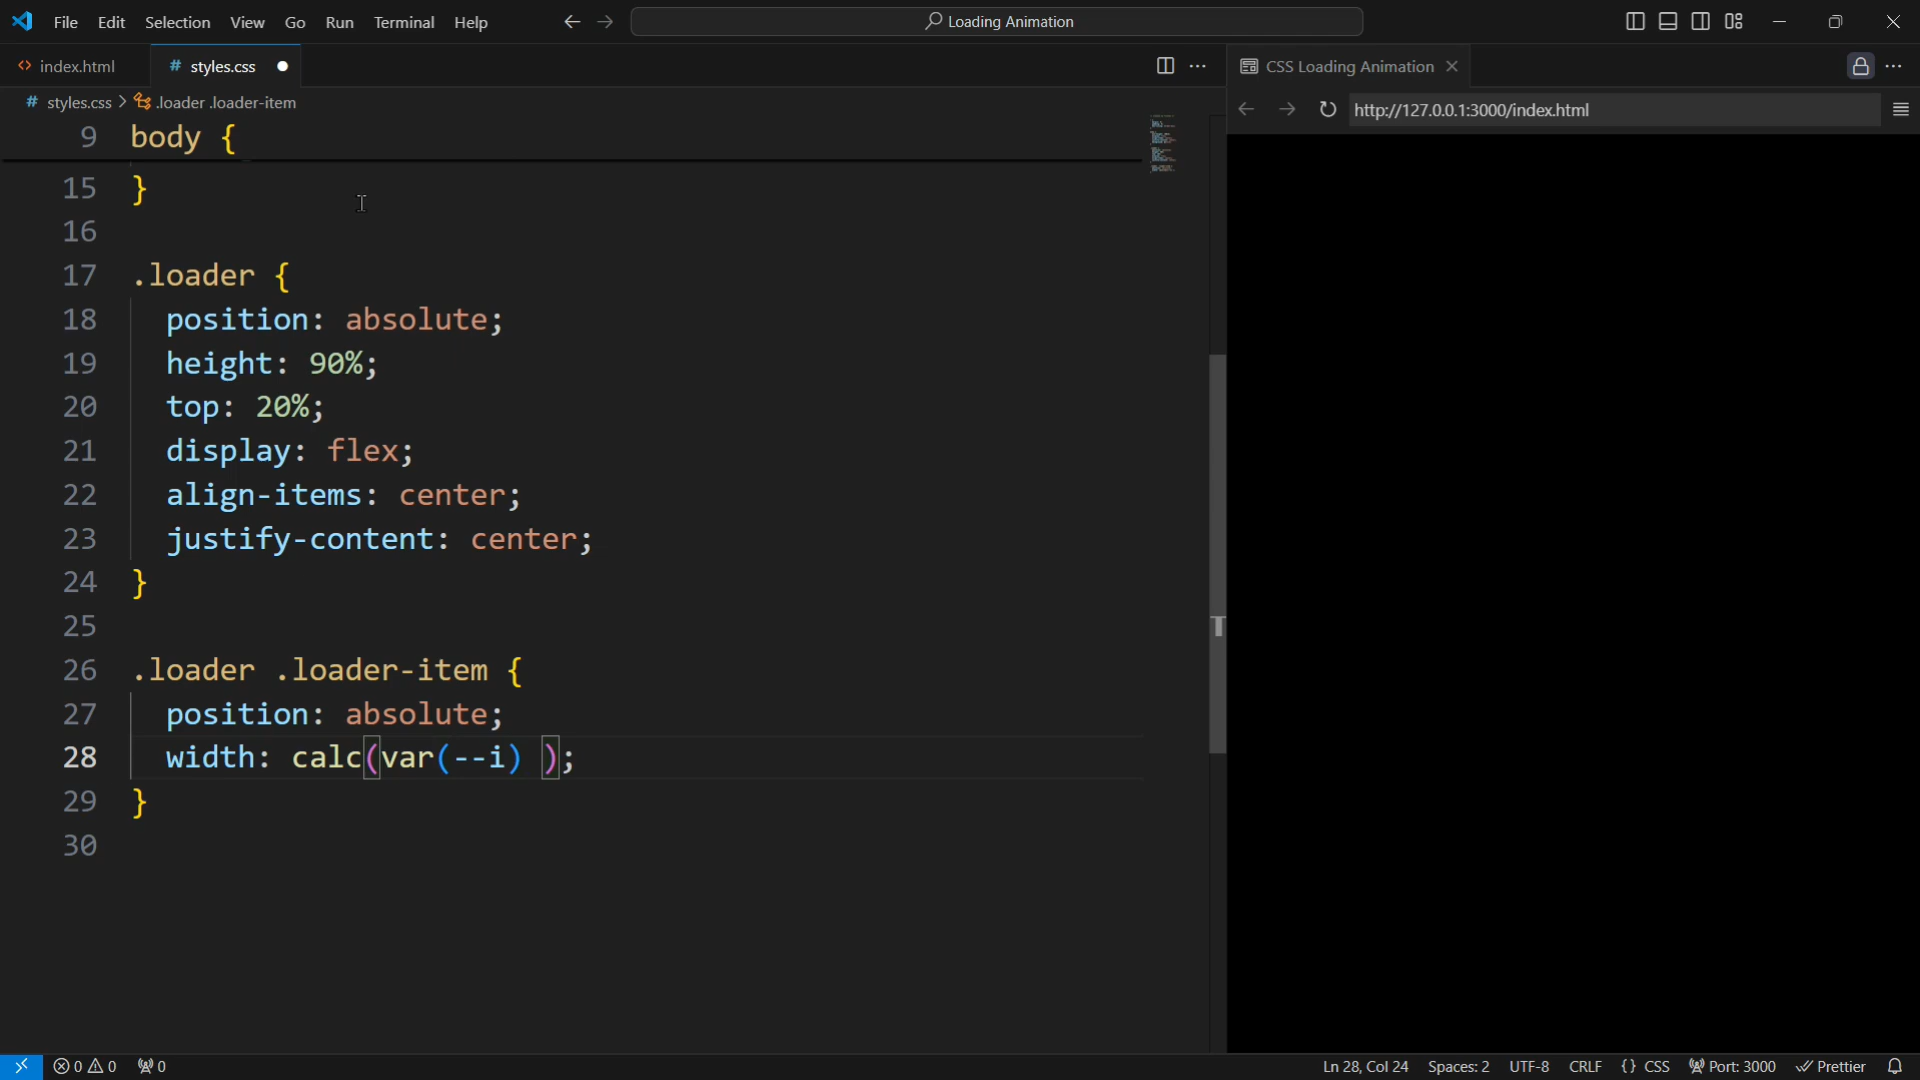 File Edit Selection View Go Run Terminal Help Loading Animation
index.html # styles.css CSS Loading Animation
# styles.css > .loader .loader-item http://127.0.0.1:3000/index.html
9 body {
15 }
16
17 .loader {
18 position: absolute;
19 height: 90%;
20 top: 20%;
21 display: flex;
22 align-items: center;
23 justify-content: center;
24 }
25
26 .loader .loader-item {
27 position: absolute;
28 width: calc(var(--i) );
29 }
30
0 0 0 Ln 28, Col 24 Spaces: 2 UTF-8 CRLF {} CSS Port: 3000 Prettier